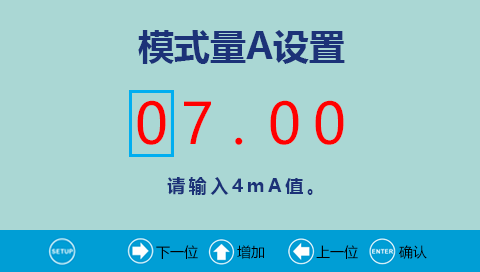 模式量A设置
07.00
请输入4mA值。
SETUP 下一位 增加 上一位 ENTER 确认